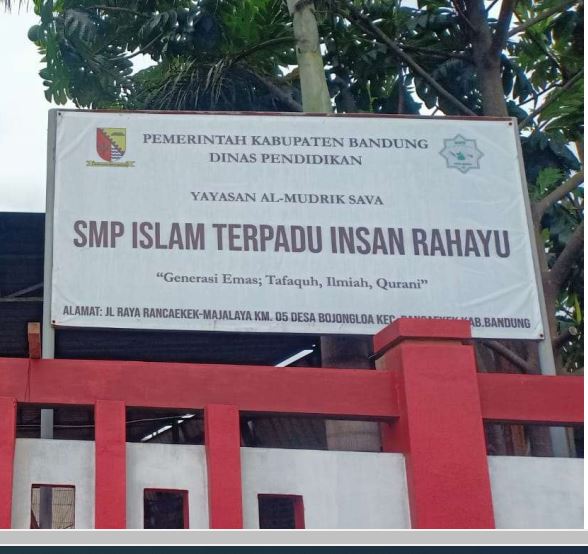 PEMERINTAH KABUPATEN BANDUNG
DINAS PENDIDIKAN
YAYASAN AL-MUDRIK SAVA
SMP ISLAM TERPADU INSAN RAHAYU
“Generasi Emas; Tafaquh, Ilmiah, Qurani”
ALAMAT: JL RAYA RANCAEKEK-MAJALAYA KM. 05 DESA BOJONGLOA KEC. RANCAEKEK KAB.BANDUNG